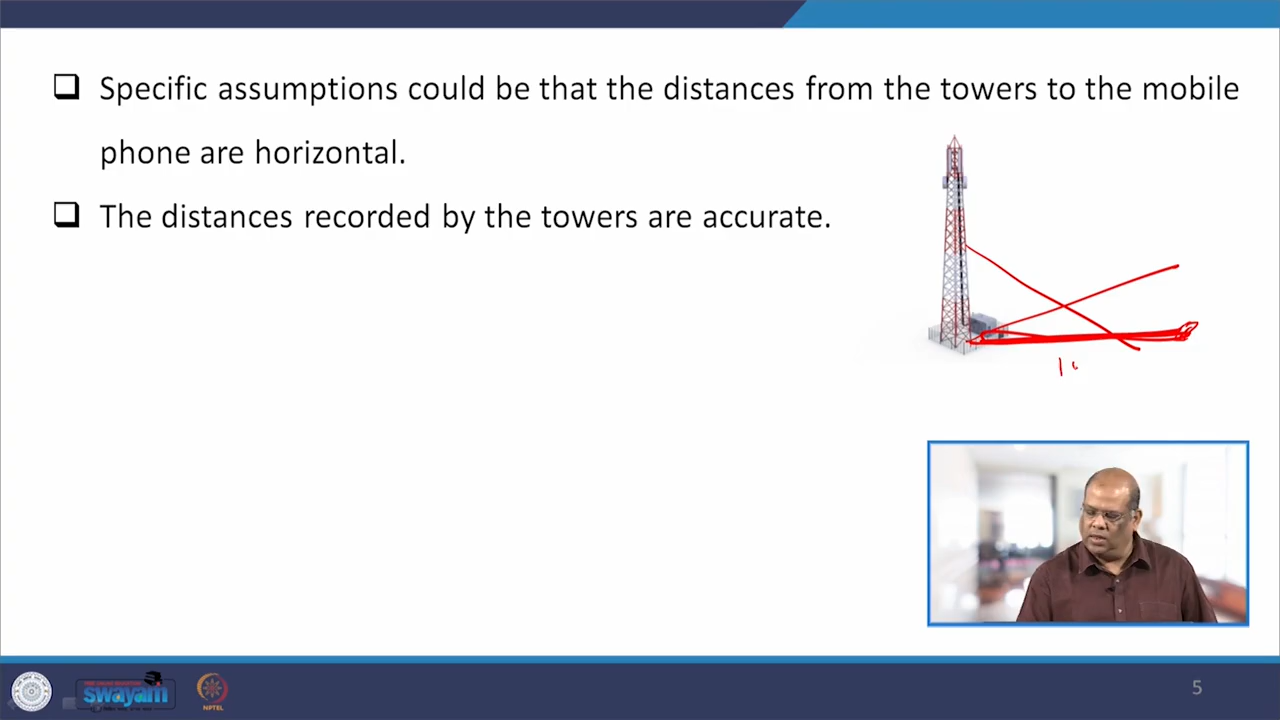 Specific assumptions could be that the distances from the towers to the mobile
phone are horizontal.
The distances recorded by the towers are accurate.
swayam
NPTEL
5